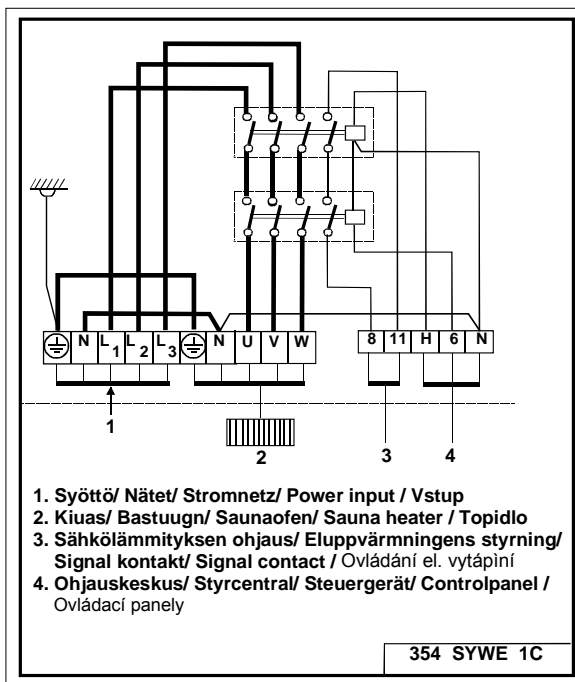 N L1 L2 L3 N U V W 8 11 H 6 N
1 2 3 4
1. Syöttö/ Nätet/ Stromnetz/ Power input / Vstup
2. Kiuas/ Bastuugn/ Saunaofen/ Sauna heater / Topidlo
3. Sähkölämmityksen ohjaus/ Eluppvärmningens styrning/
Signal kontakt/ Signal contact / Ovládání el. vytápìní
4. Ohjauskeskus/ Styrcentral/ Steuergerät/ Controlpanel /
Ovládací panely
354 SYWE 1C